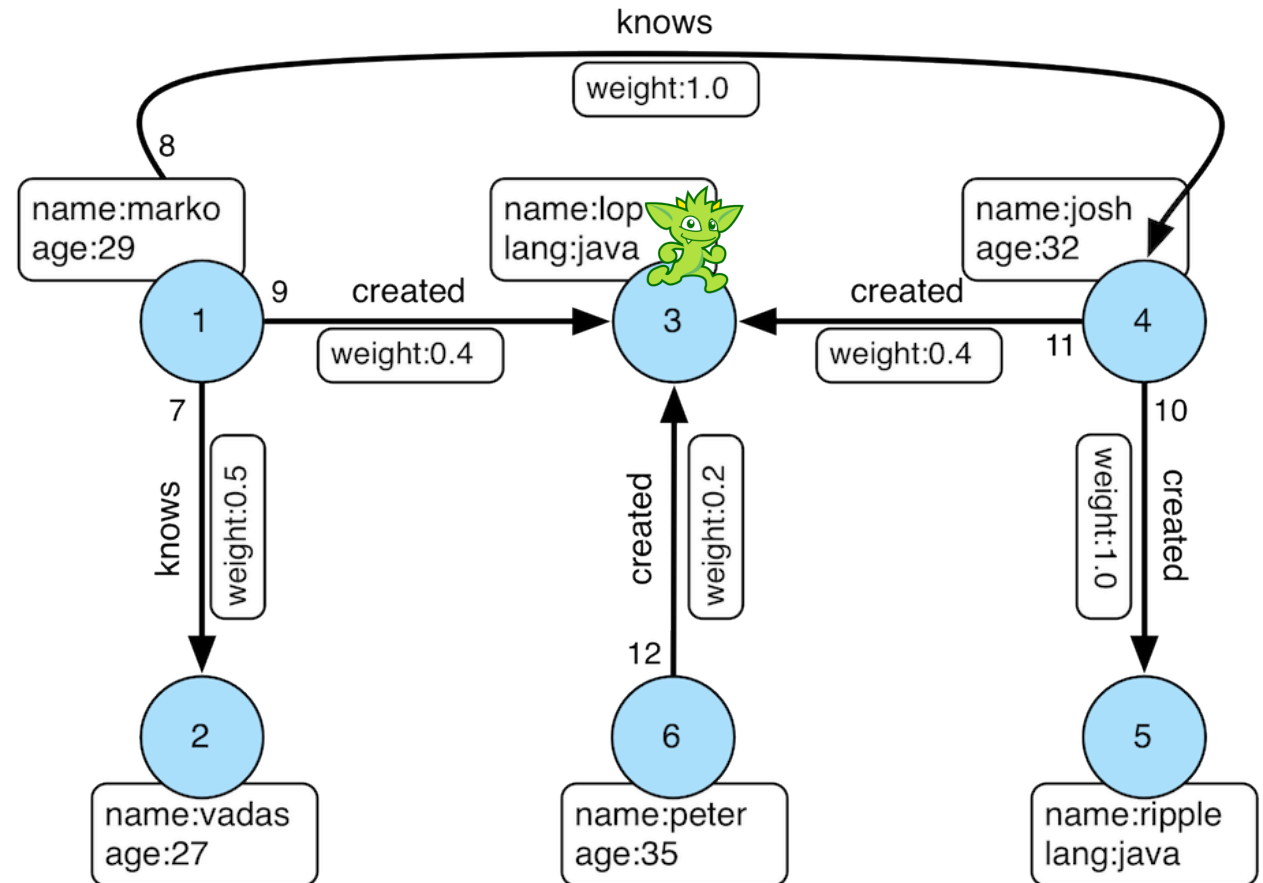 knows
weight:1.0
8
name:marko
age:29
name:lop
lang:java
name:josh
age:32
1
9
created
weight:0.4
3
created
weight:0.4
11
4
7
knows
weight:0.5
created
weight:0.2
12
10
weight:1.0
created
2
name:vadas
age:27
6
name:peter
age:35
5
name:ripple
lang:java